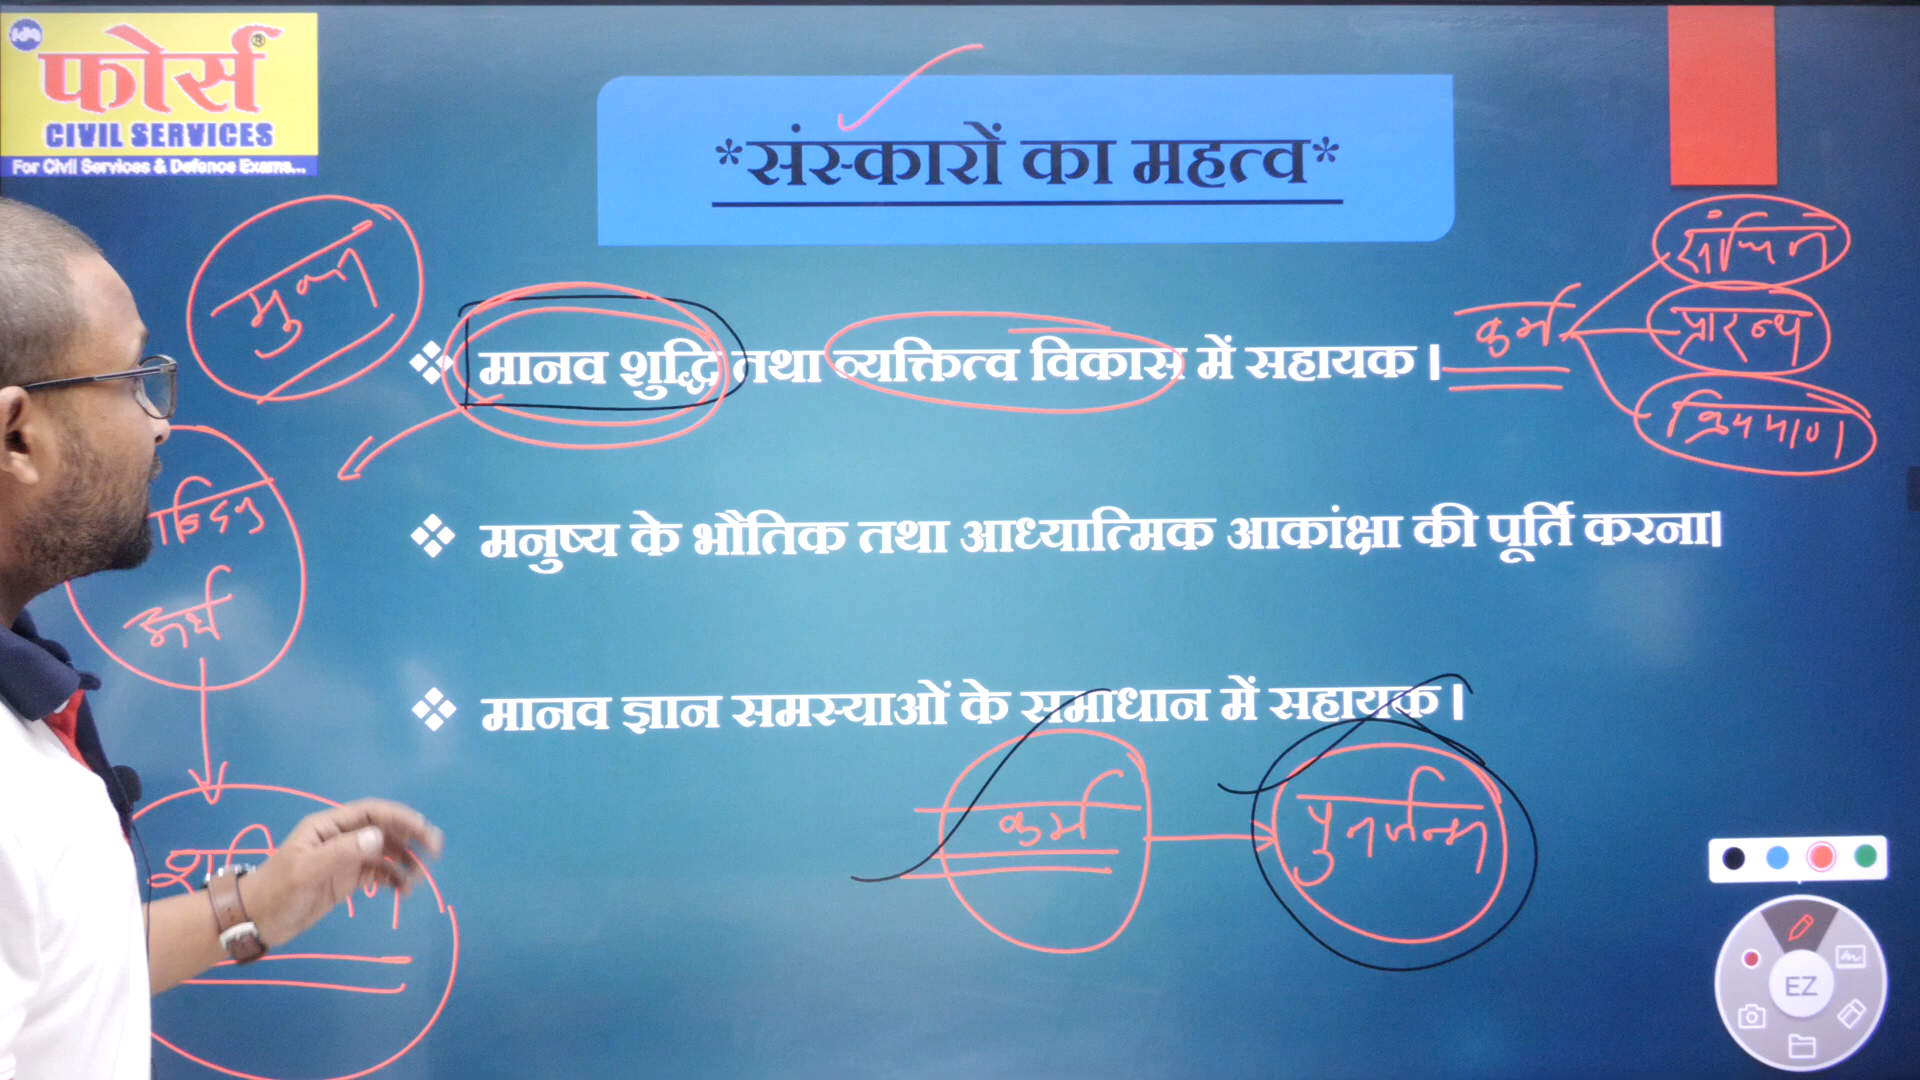 फोर्स
CIVIL SERVICES
For Civil Services & Defence Exams...
*संस्कारों का महत्व*
संचित
❖ मानव शुद्धि तथा व्यक्तित्व विकास में सहायक।
कर्म
प्रारब्ध
क्रियमाण
❖ मनुष्य के भौतिक तथा आध्यात्मिक आकांक्षा की पूर्ति करना।
❖ मानव ज्ञान समस्याओं के समाधान में सहायक।
कर्म
पुनर्जन्म
EZ